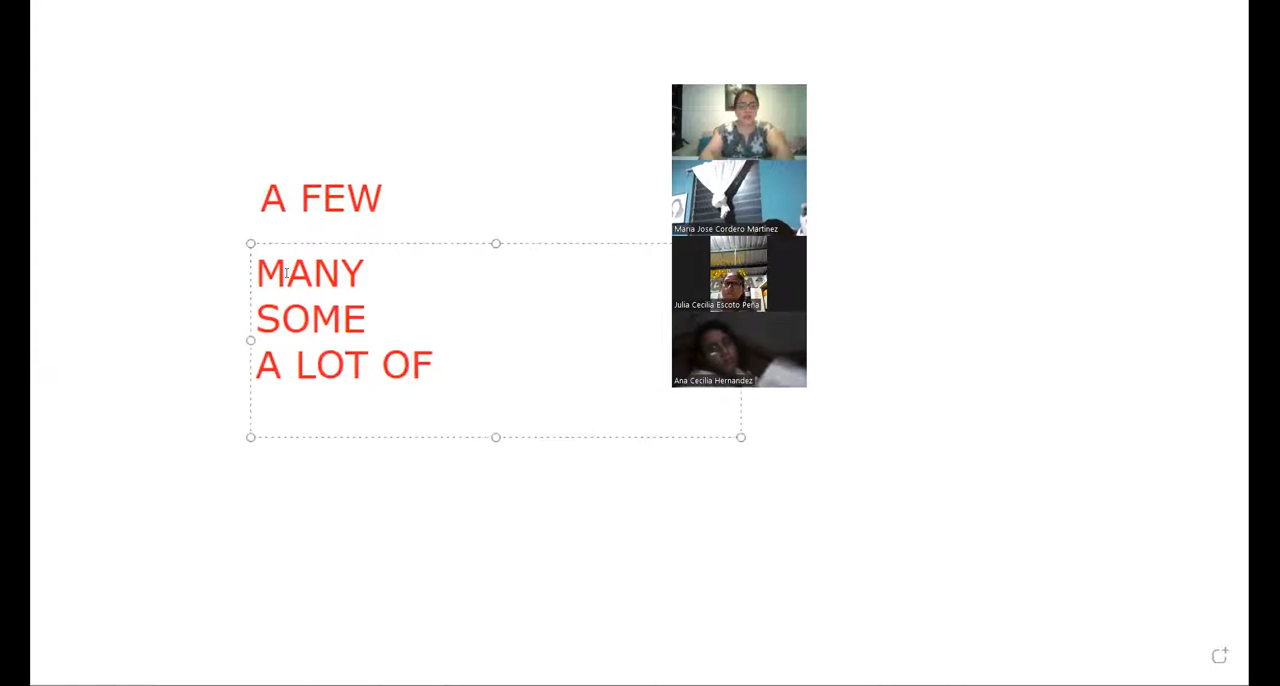 A FEW
MANY
SOME
A LOT OF
Maria Jose Cordero Martinez
Julia Cecilia Escoto Peña
Ana Cecilia Hernandez